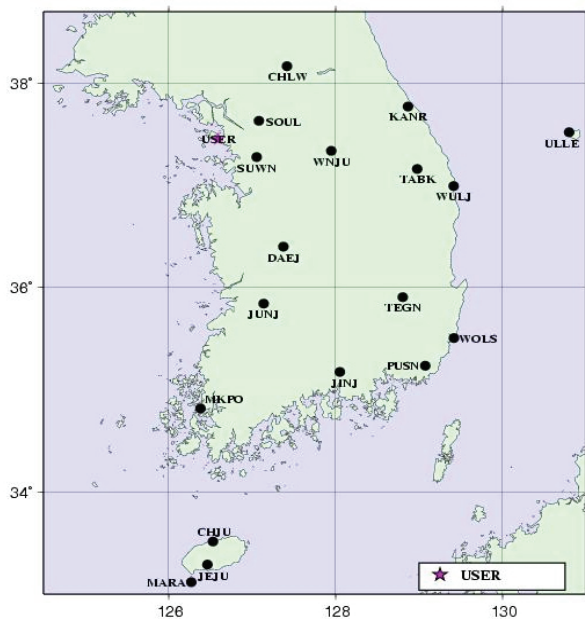 38°
CHLW
KANR
SOUL
USER
ULLE
WNJU
SUWN
TABK
WULJ
DAEJ
36°
JUNJ
TEGN
WOLS
PUSN
JINJ
MKPO
34°
CHJU
JEJU
MARA
USER
126
128
130